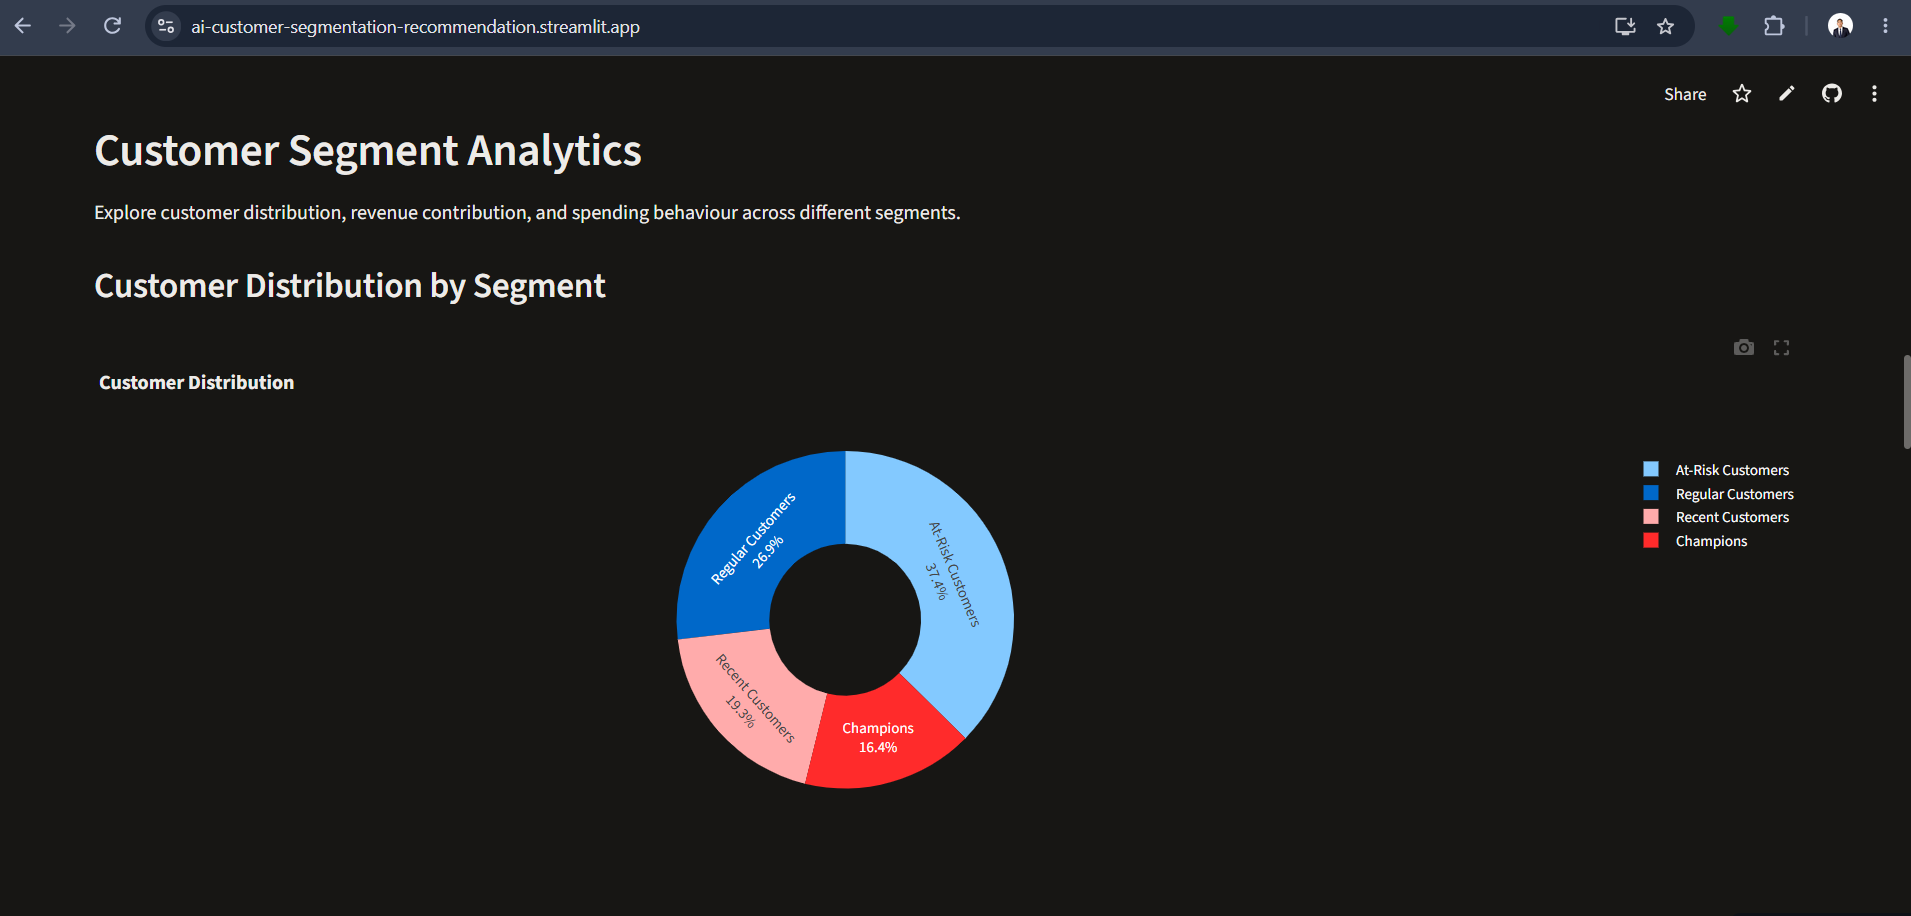 ai-customer-segmentation-recommendation.streamlit.app
Share
Customer Segment Analytics
Explore customer distribution, revenue contribution, and spending behaviour across different segments.
Customer Distribution by Segment
Customer Distribution
Regular Customers
26.9%
At-Risk Customers
37.4%
Recent Customers
19.3%
Champions
16.4%
At-Risk Customers
Regular Customers
Recent Customers
Champions